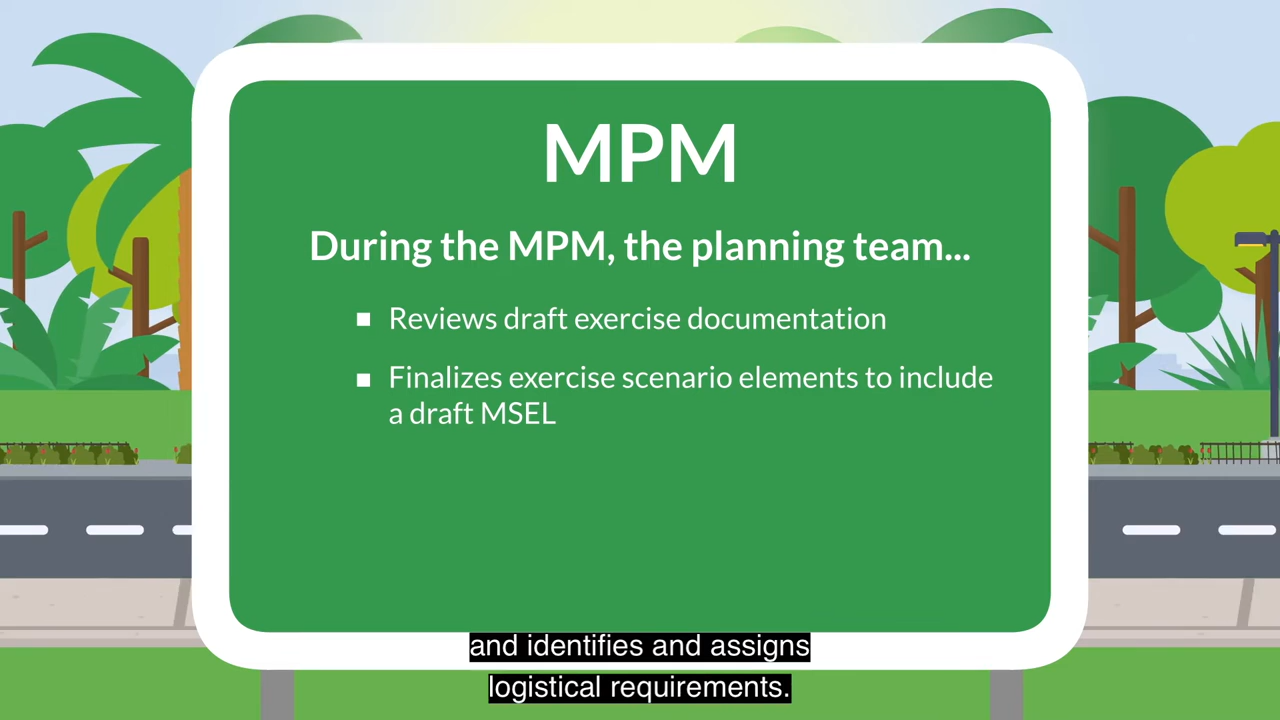 MPM
During the MPM, the planning team...
Reviews draft exercise documentation
Finalizes exercise scenario elements to include
a draft MSEL
and identifies and assigns
logistical requirements.